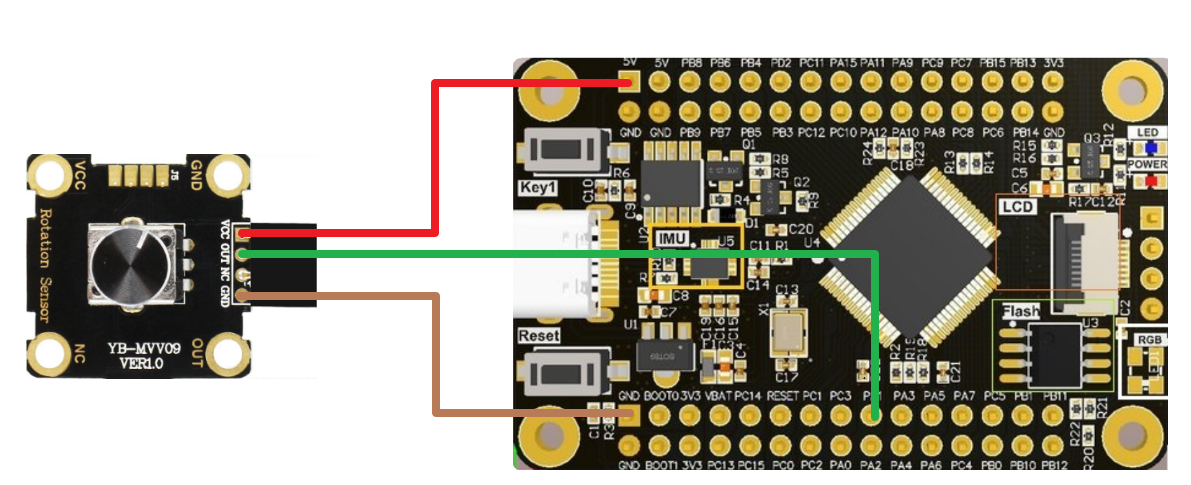 VCC
GND
J5
Rotation Sensor
VCC
OUT
NC
GND
YB-MVV09
VER1.0
NC
OUT
5V 5V PB8 PB6 PB4 PD2 PC11 PA15 PA11 PA9 PC9 PC7 PB15 PB13 3V3
GND GND PB9 PB7 PB5 PB3 PC12 PC10 PA12 PA10 PA8 PC8 PC6 PB14 GND
Key1
C10
R6
C9
U2
Q1
R8
R5
R4
D1
Q2
R9
C20
R24
C18
R23
R13
R14
R15
R16
C5
C6
Q3
R12
R17
C12
LED
POWER
LCD
IMU
U5
C11
R1
C14
U4
C8
C7
U1
C19
C16
C15
C13
X1
C17
Flash
U3
C2
RGB
Reset
R19
R18
C21
GND BOOT0 3V3 VBAT PC14 RESET PC1 PC3 PA3 PA5 PA7 PC5 PB1 PB11
C1
R3
R22
R21
R20
GND BOOT1 3V3 PC13 PC15 PC0 PC2 PA0 PA2 PA4 PA6 PC4 PB0 PB10 PB12